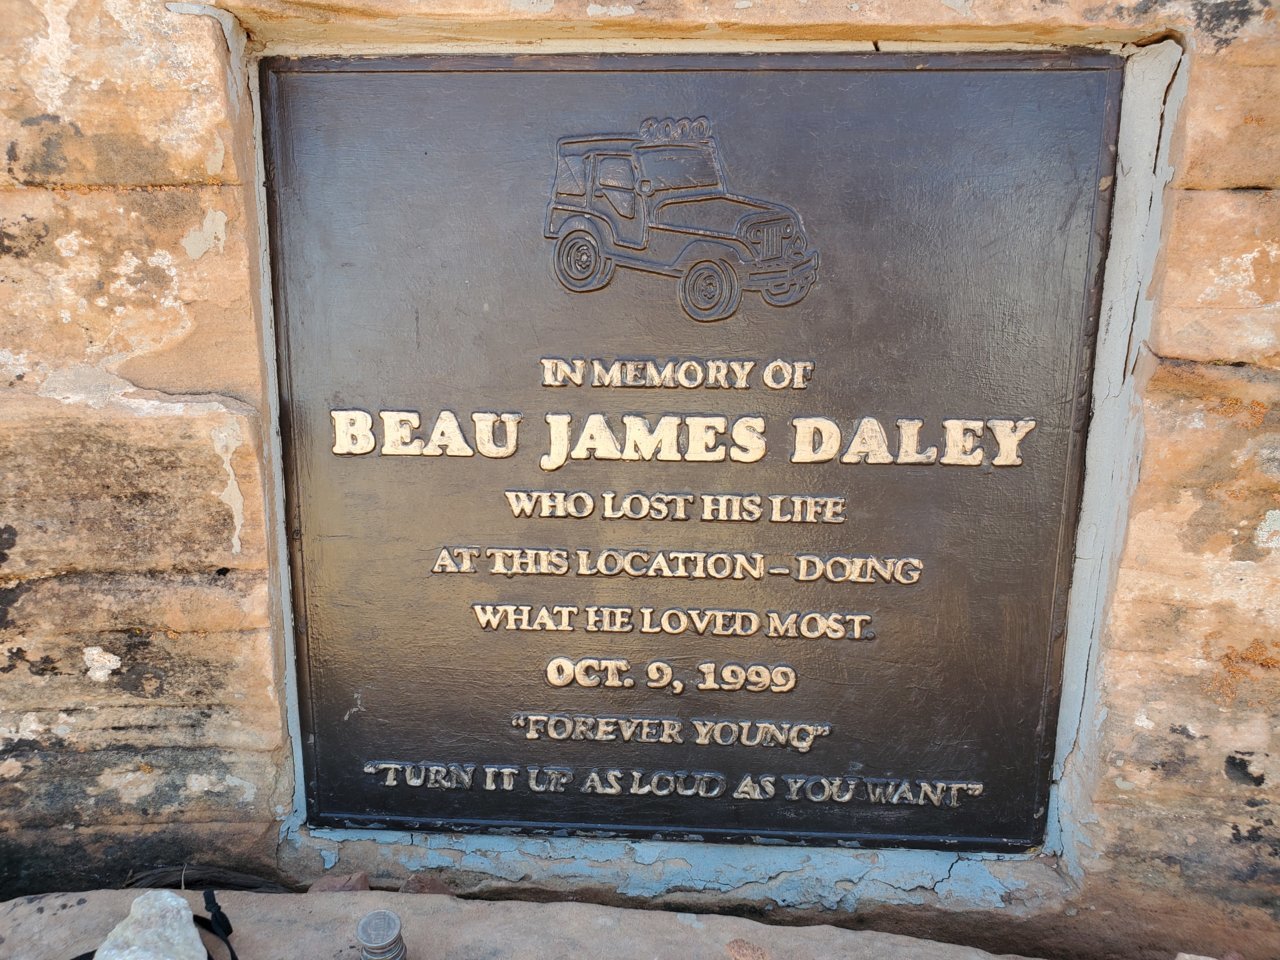 IN MEMORY OF
BEAU JAMES DALEY
WHO LOST HIS LIFE
AT THIS LOCATION – DOING
WHAT HE LOVED MOST.
OCT. 9, 1999
“FOREVER YOUNG”
“TURN IT UP AS LOUD AS YOU WANT”